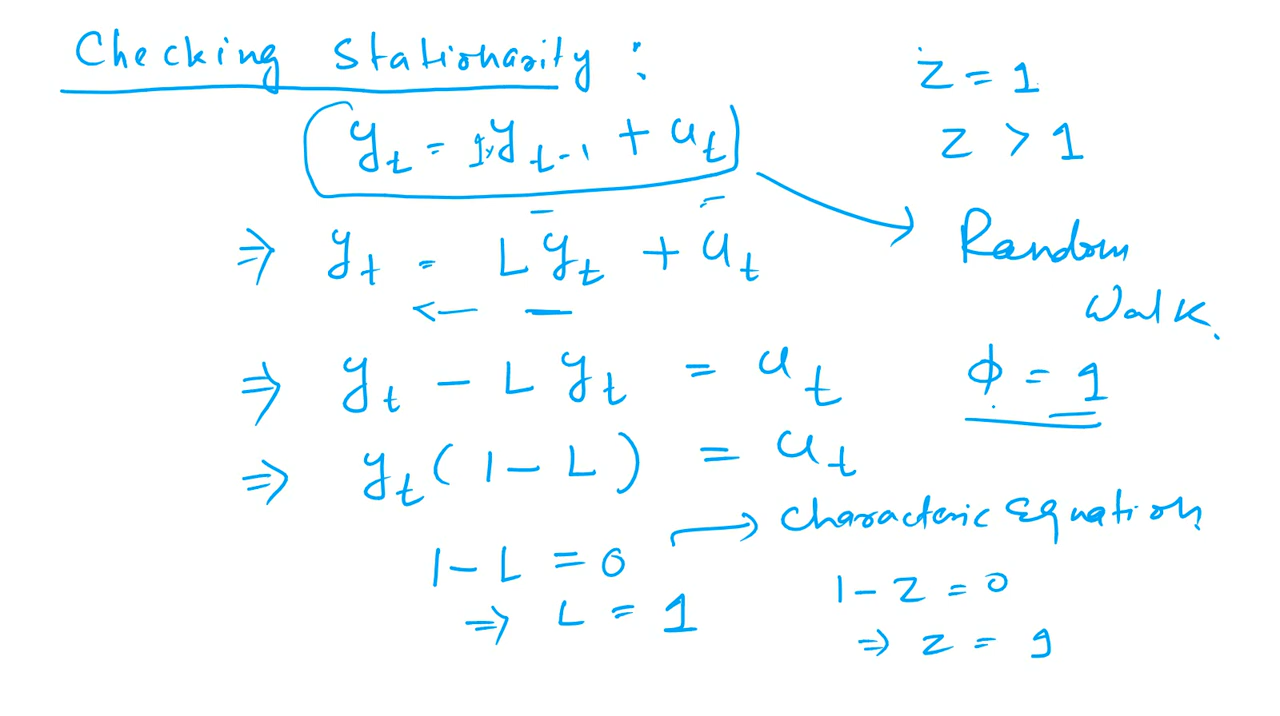 Checking Stationarity :
y_t = 1·y_{t-1} + u_t
z = 1
z > 1
⇒ y_t = L y_t + u_t
Random
Walk.
⇒ y_t - L y_t = u_t
φ = 1
⇒ y_t (1 - L) = u_t
Characteric Equation
1 - L = 0
⇒ L = 1
1 - z = 0
⇒ z = 1